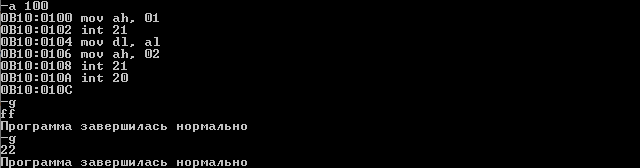 -a 100
0B10:0100 mov ah, 01
0B10:0102 int 21
0B10:0104 mov dl, al
0B10:0106 mov ah, 02
0B10:0108 int 21
0B10:010A int 20
0B10:010C
-g
ff
Программа завершилась нормально
-g
22
Программа завершилась нормально